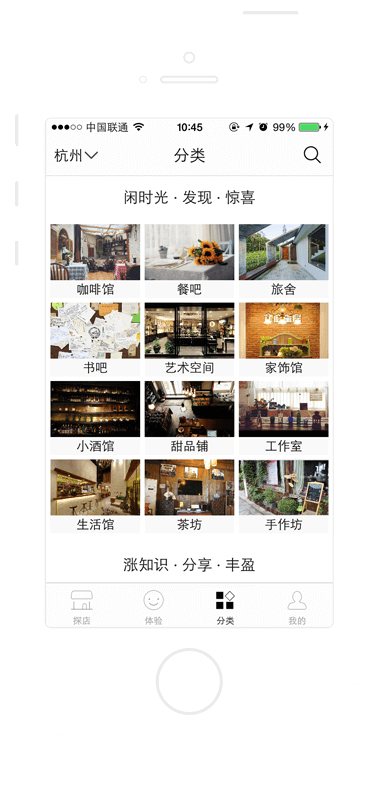 中国联通 10:45 99%
杭州 分类
闲时光 · 发现 · 惊喜
咖啡馆 餐吧 旅舍
书吧 艺术空间 家饰馆
小酒馆 甜品铺 工作室
生活馆 茶坊 手作坊
涨知识 · 分享 · 丰盈
探店 体验 分类 我的